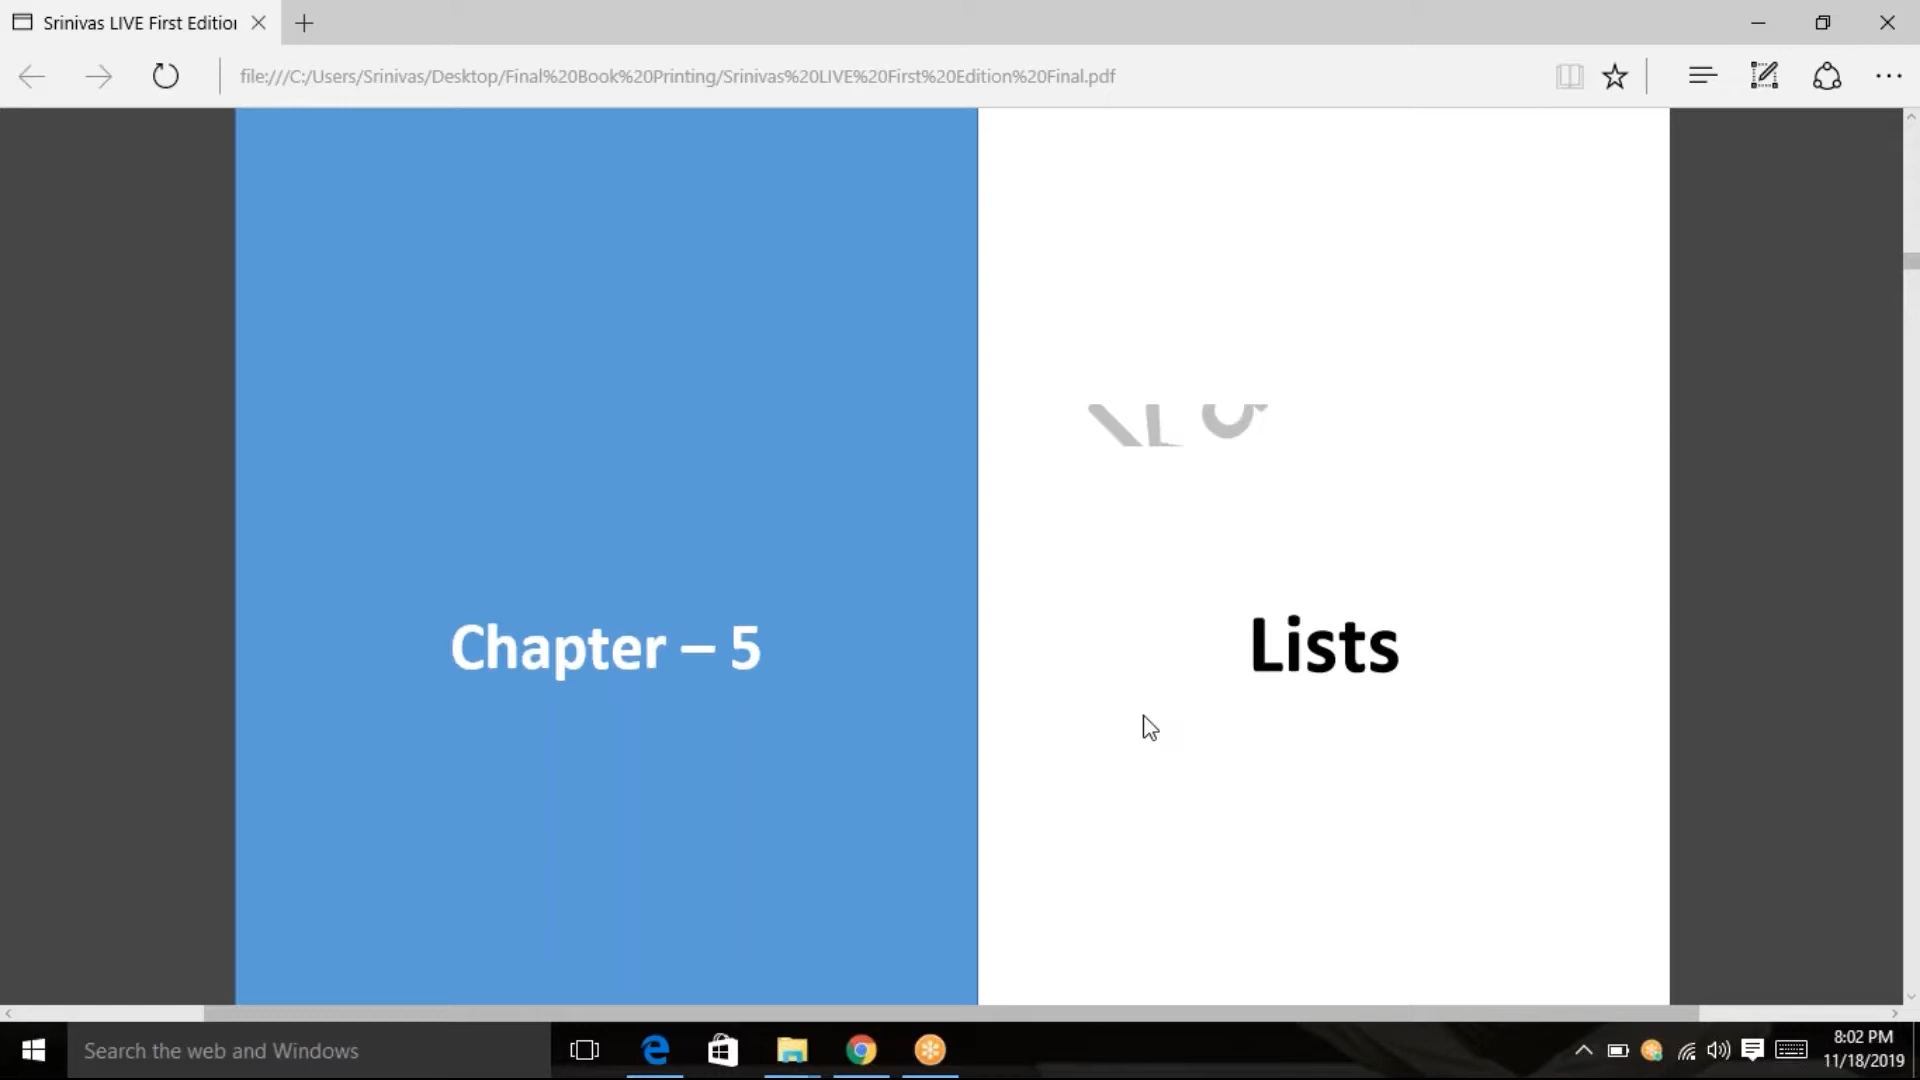 Srinivas LIVE First Edition
file:///C:/Users/Srinivas/Desktop/Final%20Book%20Printing/Srinivas%20LIVE%20First%20Edition%20Final.pdf
Chapter – 5
Lists
Search the web and Windows
8:02 PM
11/18/2019